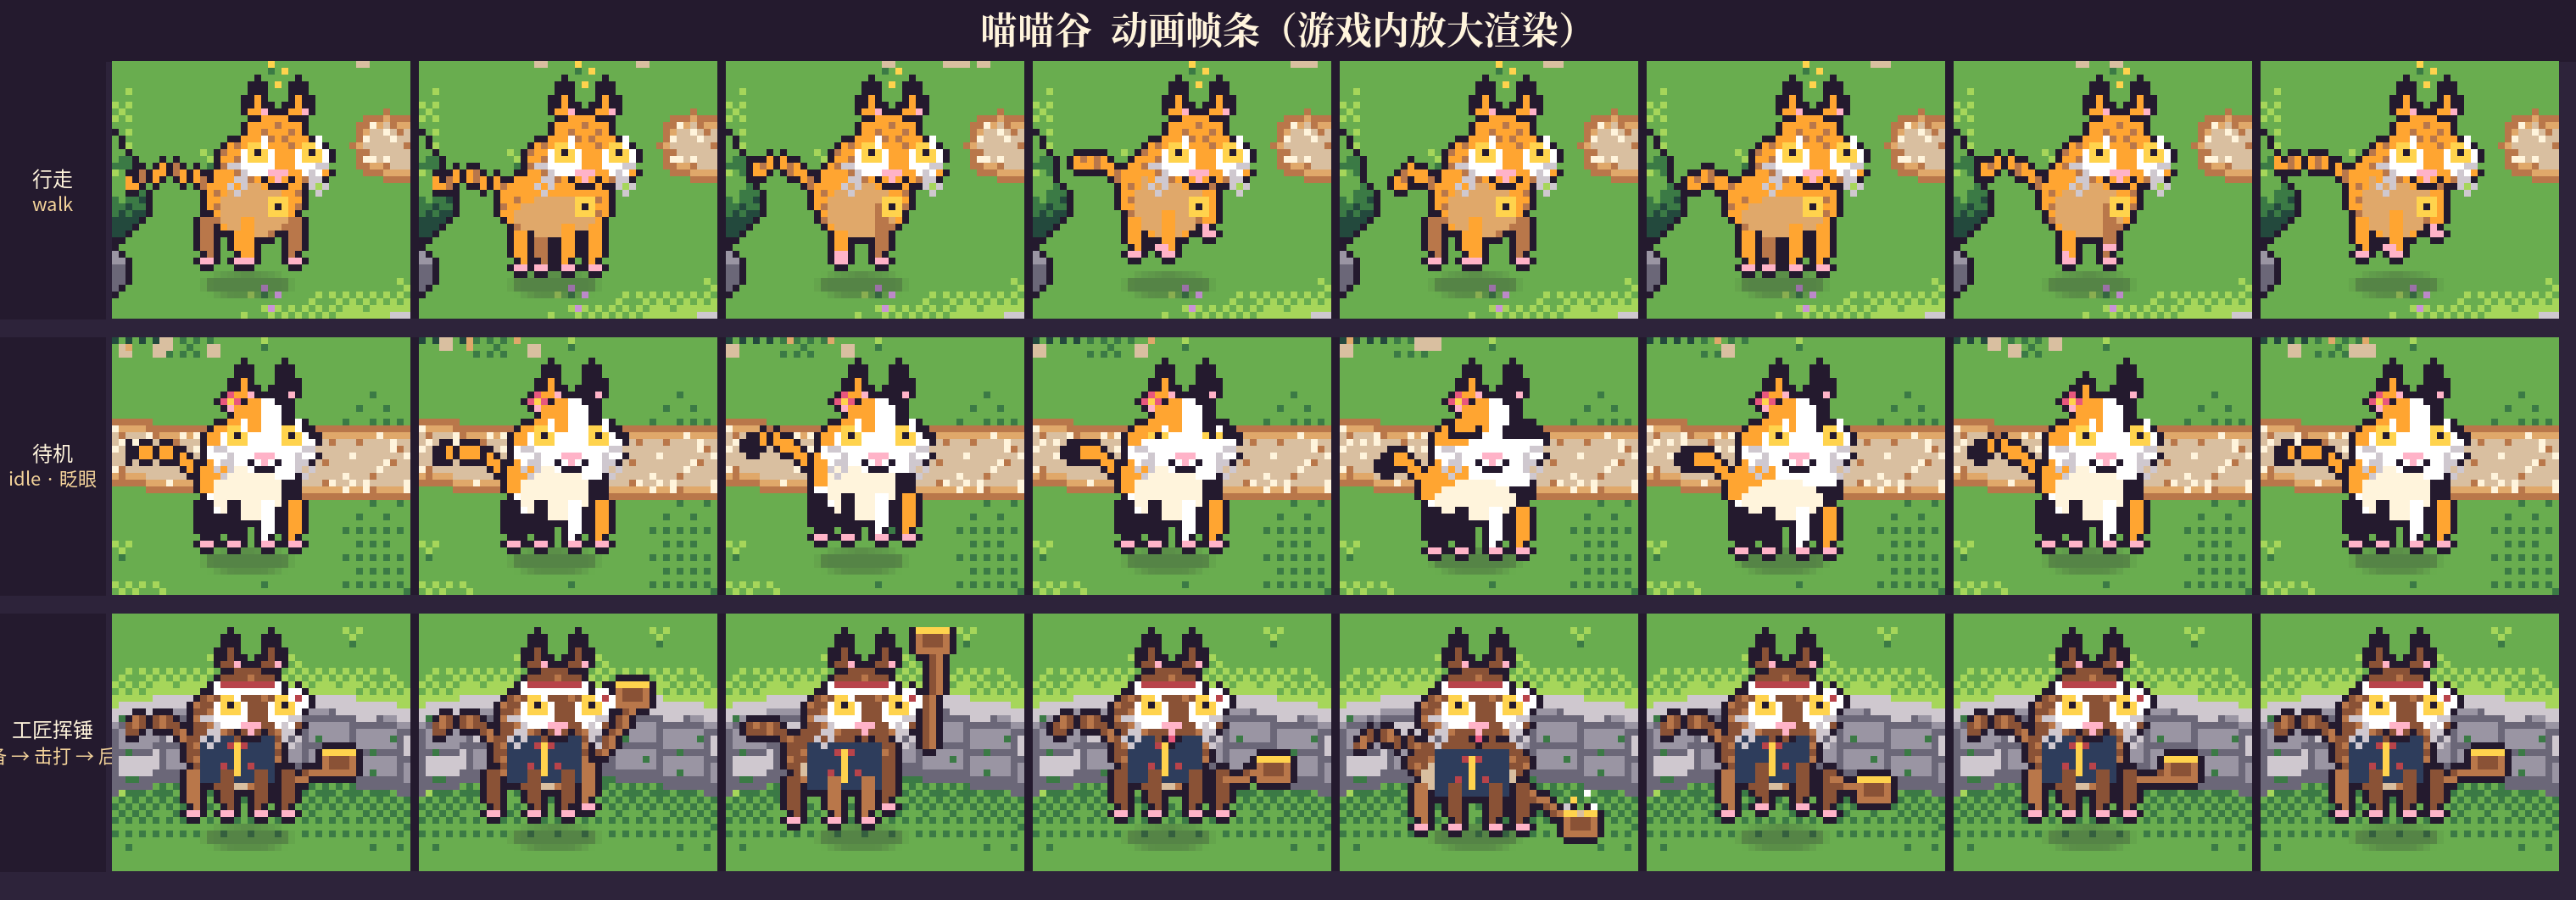 喵喵谷 动画帧条（游戏内放大渲染）
行走
walk
待机
idle · 眨眼
工匠挥锤
→ 击打 →